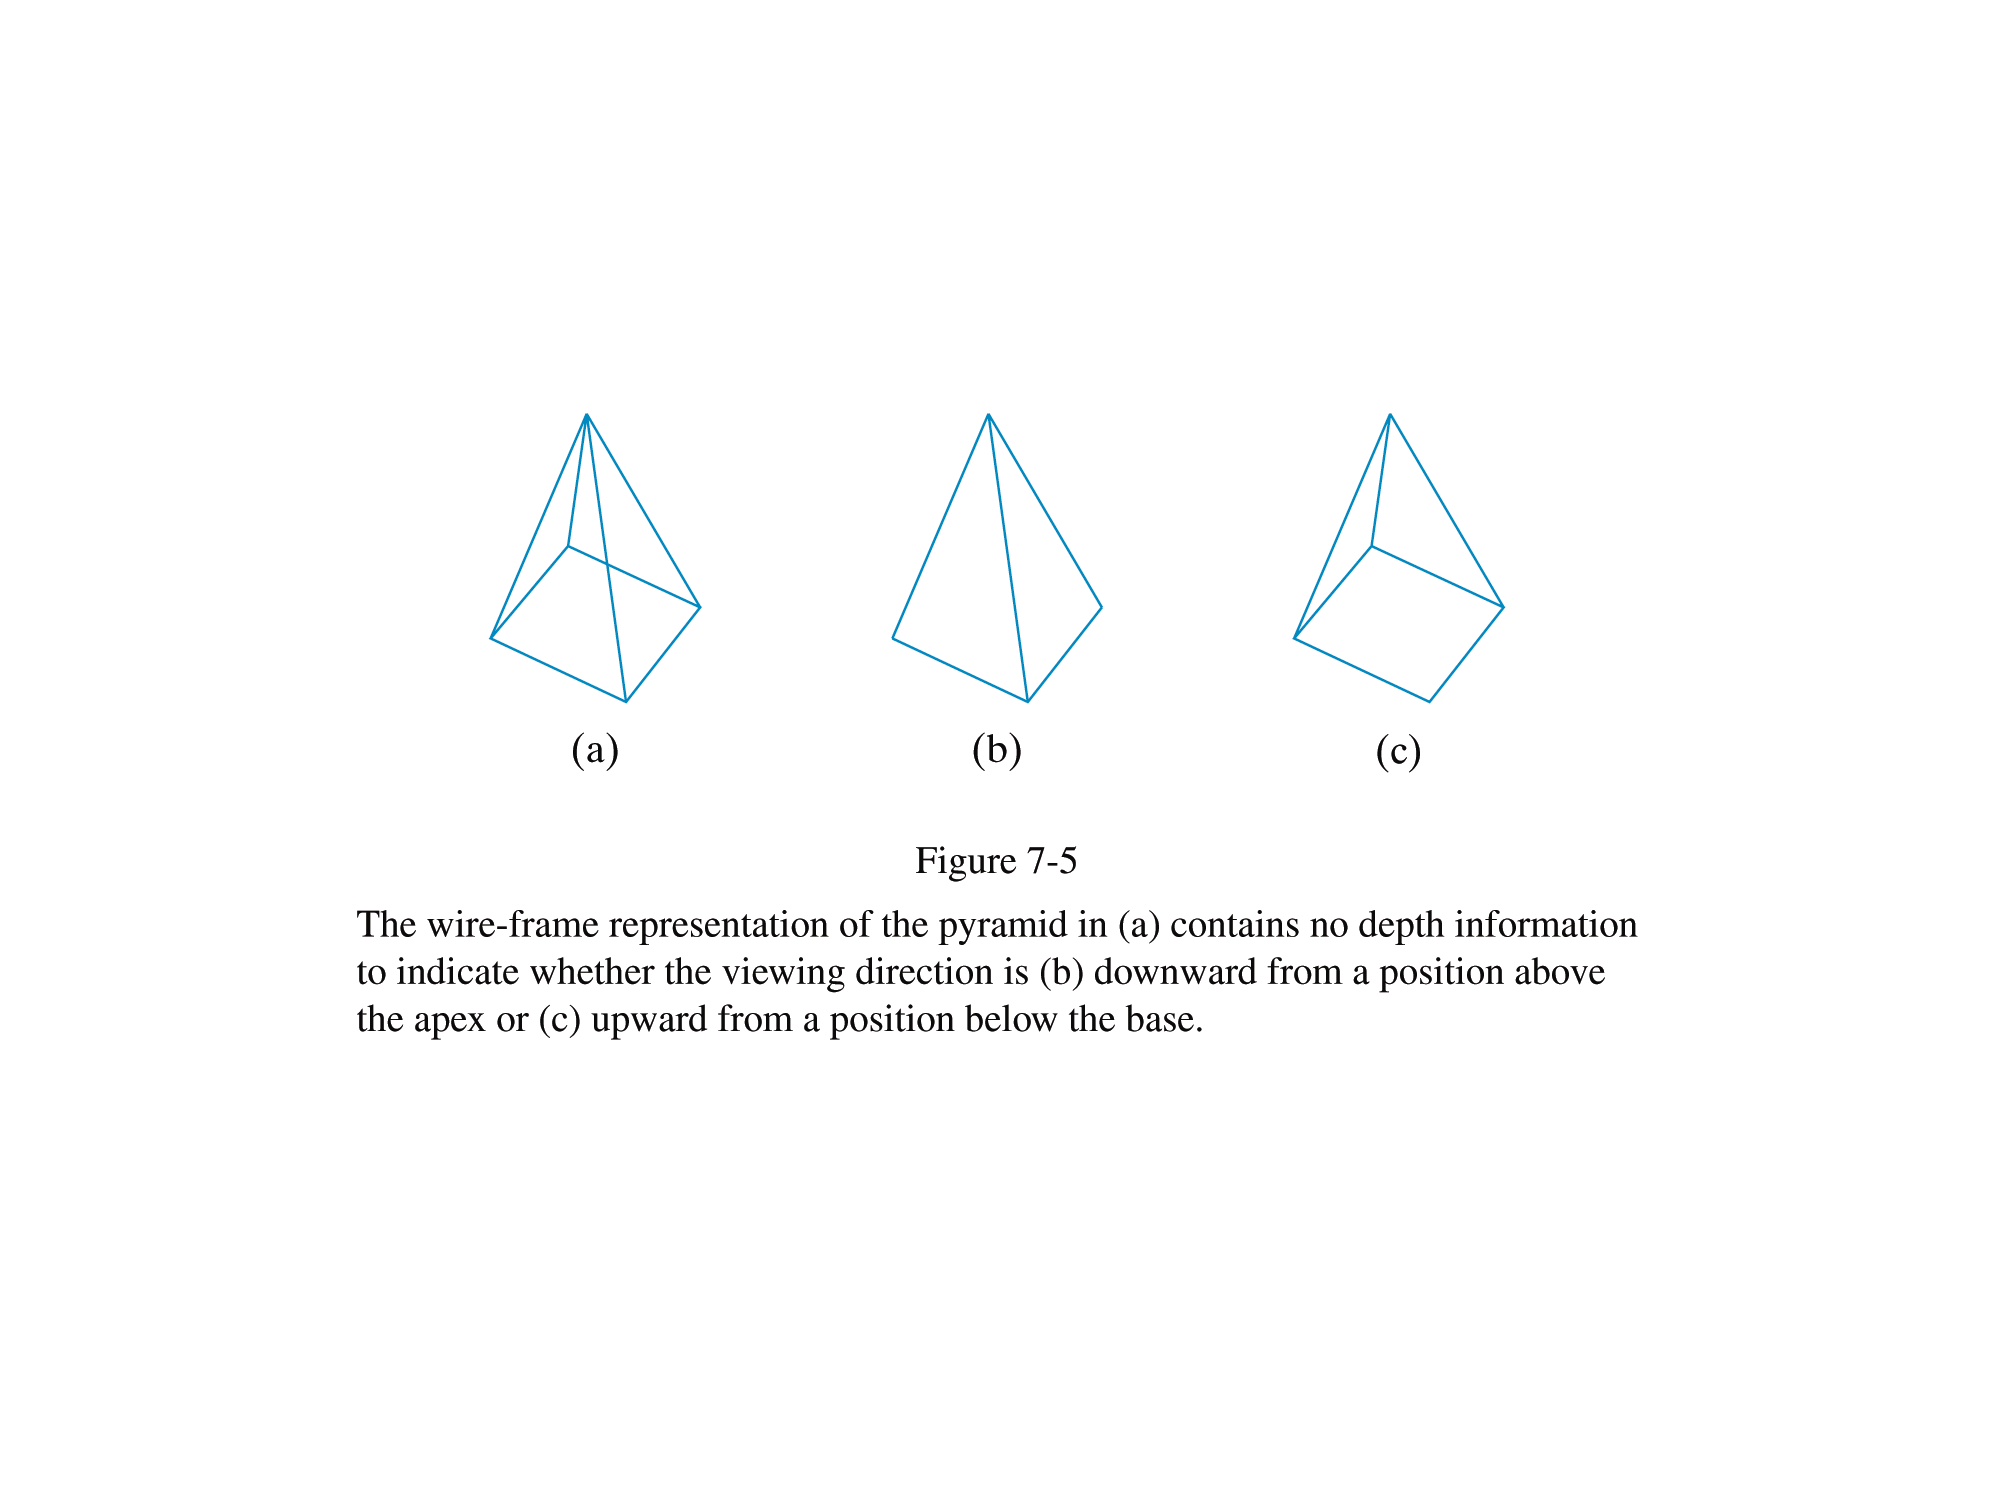 (a) (b) (c)
Figure 7-5
The wire-frame representation of the pyramid in (a) contains no depth information
to indicate whether the viewing direction is (b) downward from a position above
the apex or (c) upward from a position below the base.